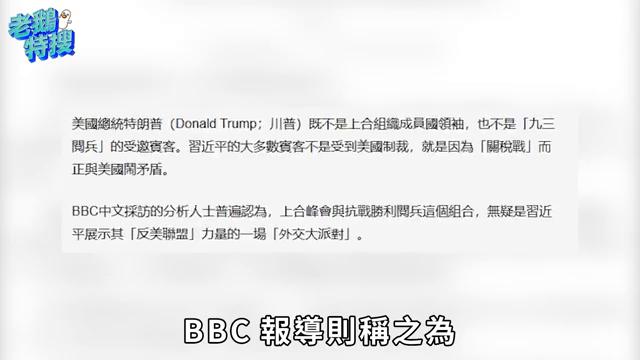 老鵝
特搜
美國總統特朗普（Donald Trump；川普）既不是上合組織成員國領袖，也不是「九三
閱兵」的受邀賓客。習近平的大多數賓客不是受到美國制裁，就是因為「關稅戰」而
正與美國鬧矛盾。
BBC中文採訪的分析人士普遍認為，上合峰會與抗戰勝利閱兵這個組合，無疑是習近
平展示其「反美聯盟」力量的一場「外交大派對」。
BBC 報導則稱之為